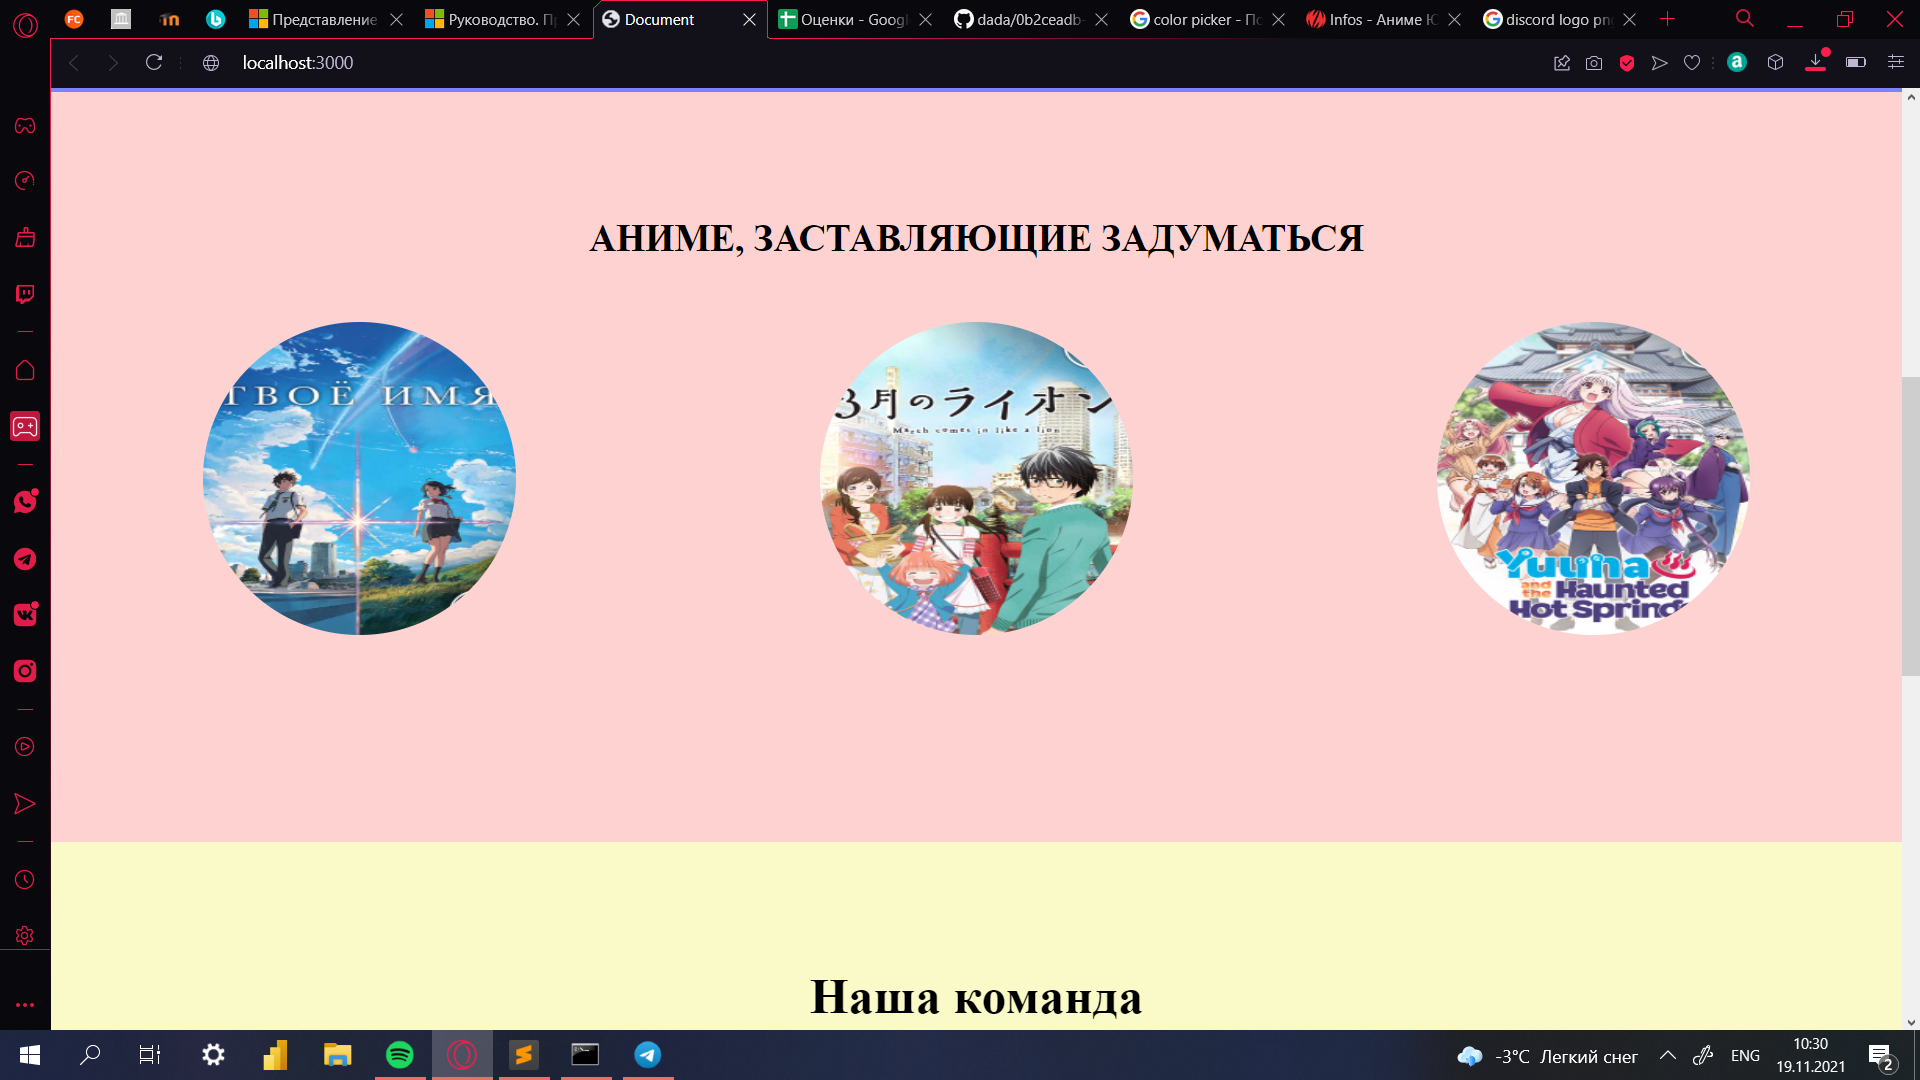 FC
Представление
Руководство. П
Document
Оценки - Googl
dada/0b2ceadb-
color picker - По
Infos - Аниме Ю
discord logo pn
localhost:3000
АНИМЕ, ЗАСТАВЛЯЮЩИЕ ЗАДУМАТЬСЯ
ТВОЁ ИМЯ
3月のライオン
March comes in like a lion
Yuuna
and the Haunted
Hot Springs
Наша команда
-3°C Легкий снег
ENG
10:30
19.11.2021
2